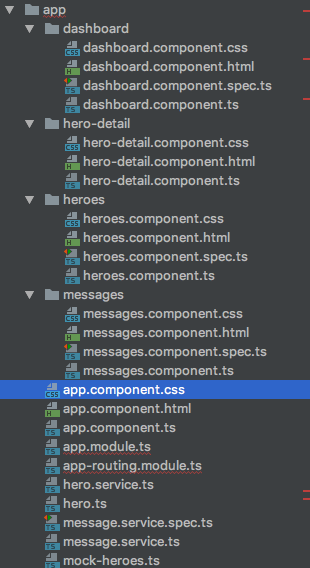 app
dashboard
dashboard.component.css
dashboard.component.html
dashboard.component.spec.ts
dashboard.component.ts
hero-detail
hero-detail.component.css
hero-detail.component.html
hero-detail.component.ts
heroes
heroes.component.css
heroes.component.html
heroes.component.spec.ts
heroes.component.ts
messages
messages.component.css
messages.component.html
messages.component.spec.ts
messages.component.ts
app.component.css
app.component.html
app.component.ts
app.module.ts
app-routing.module.ts
hero.service.ts
hero.ts
message.service.spec.ts
message.service.ts
mock-heroes.ts